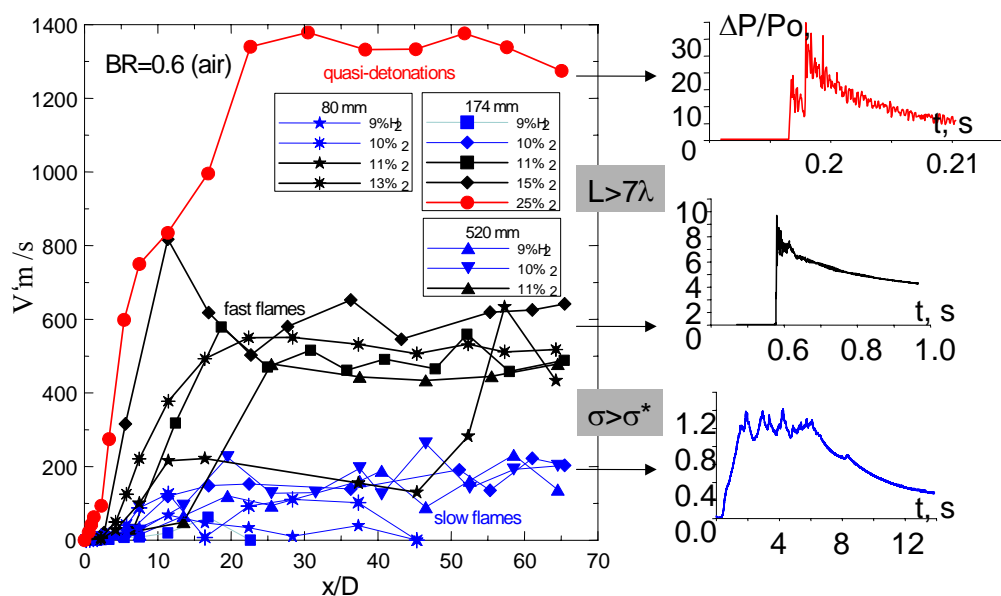 BR=0.6 (air)
quasi-detonations
80 mm
9%H2
10% 2
11% 2
13% 2
174 mm
9%H2
10% 2
11% 2
15% 2
25% 2
520 mm
9%H2
10% 2
11% 2
fast flames
slow flames
V‘m /s
1400
1200
1000
800
600
400
200
0
0 10 20 30 40 50 60 70
x/D
L>7λ
σ>σ*
ΔP/Po
30
20
10
0
t, s
0.2 0.21
10
8
6
4
2
0
t, s
0.6 0.8 1.0
1.2
0.8
0.4
0.0
t, s
4 8 12